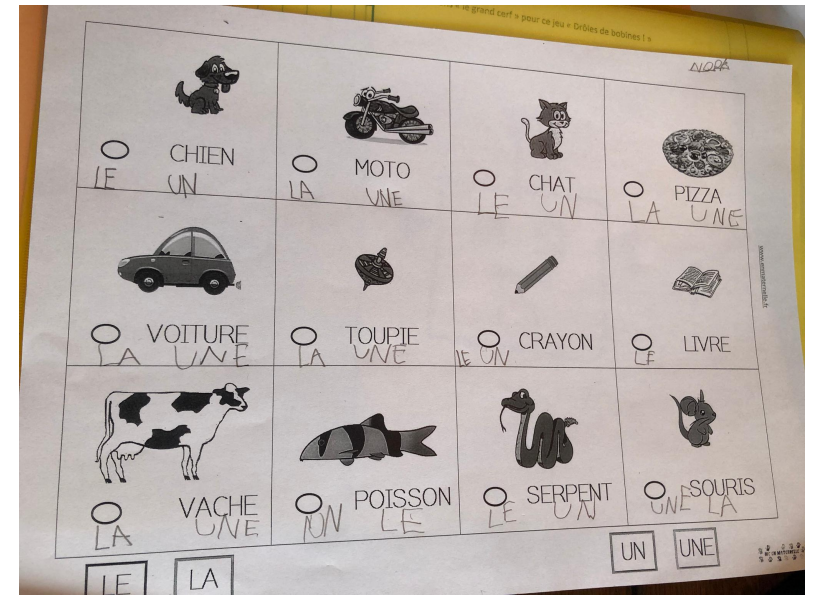 « le grand cerf » pour ce jeu « Drôles de bobines ! »
NORA
CHIEN
LE UN
MOTO
LA UNE
CHAT
LE UN
PIZZA
LA UNE
VOITURE
LA UNE
TOUPIE
LA UNE
CRAYON
LE UN
LIVRE
LE
VACHE
LA UNE
POISSON
UN LE
SERPENT
LE UN
SOURIS
UNE LA
LE
LA
UN
UNE